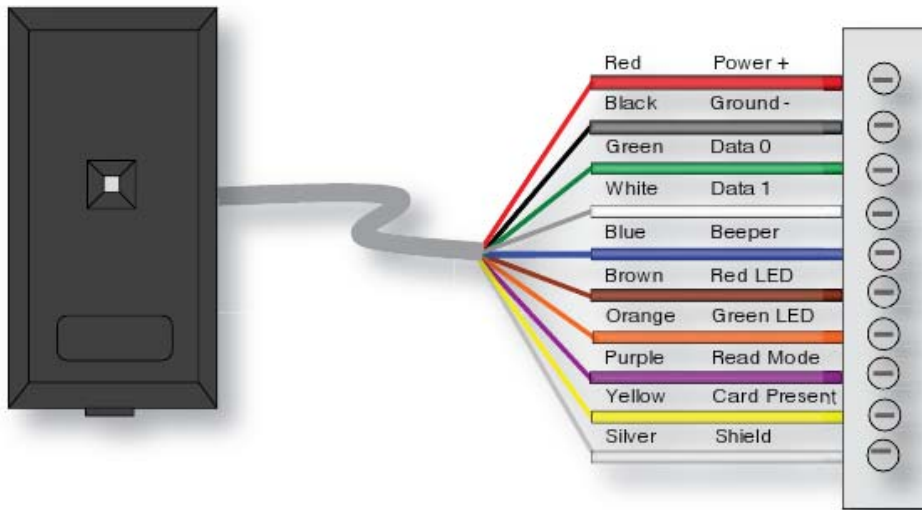 Red Power +
Black Ground -
Green Data 0
White Data 1
Blue Beeper
Brown Red LED
Orange Green LED
Purple Read Mode
Yellow Card Present
Silver Shield